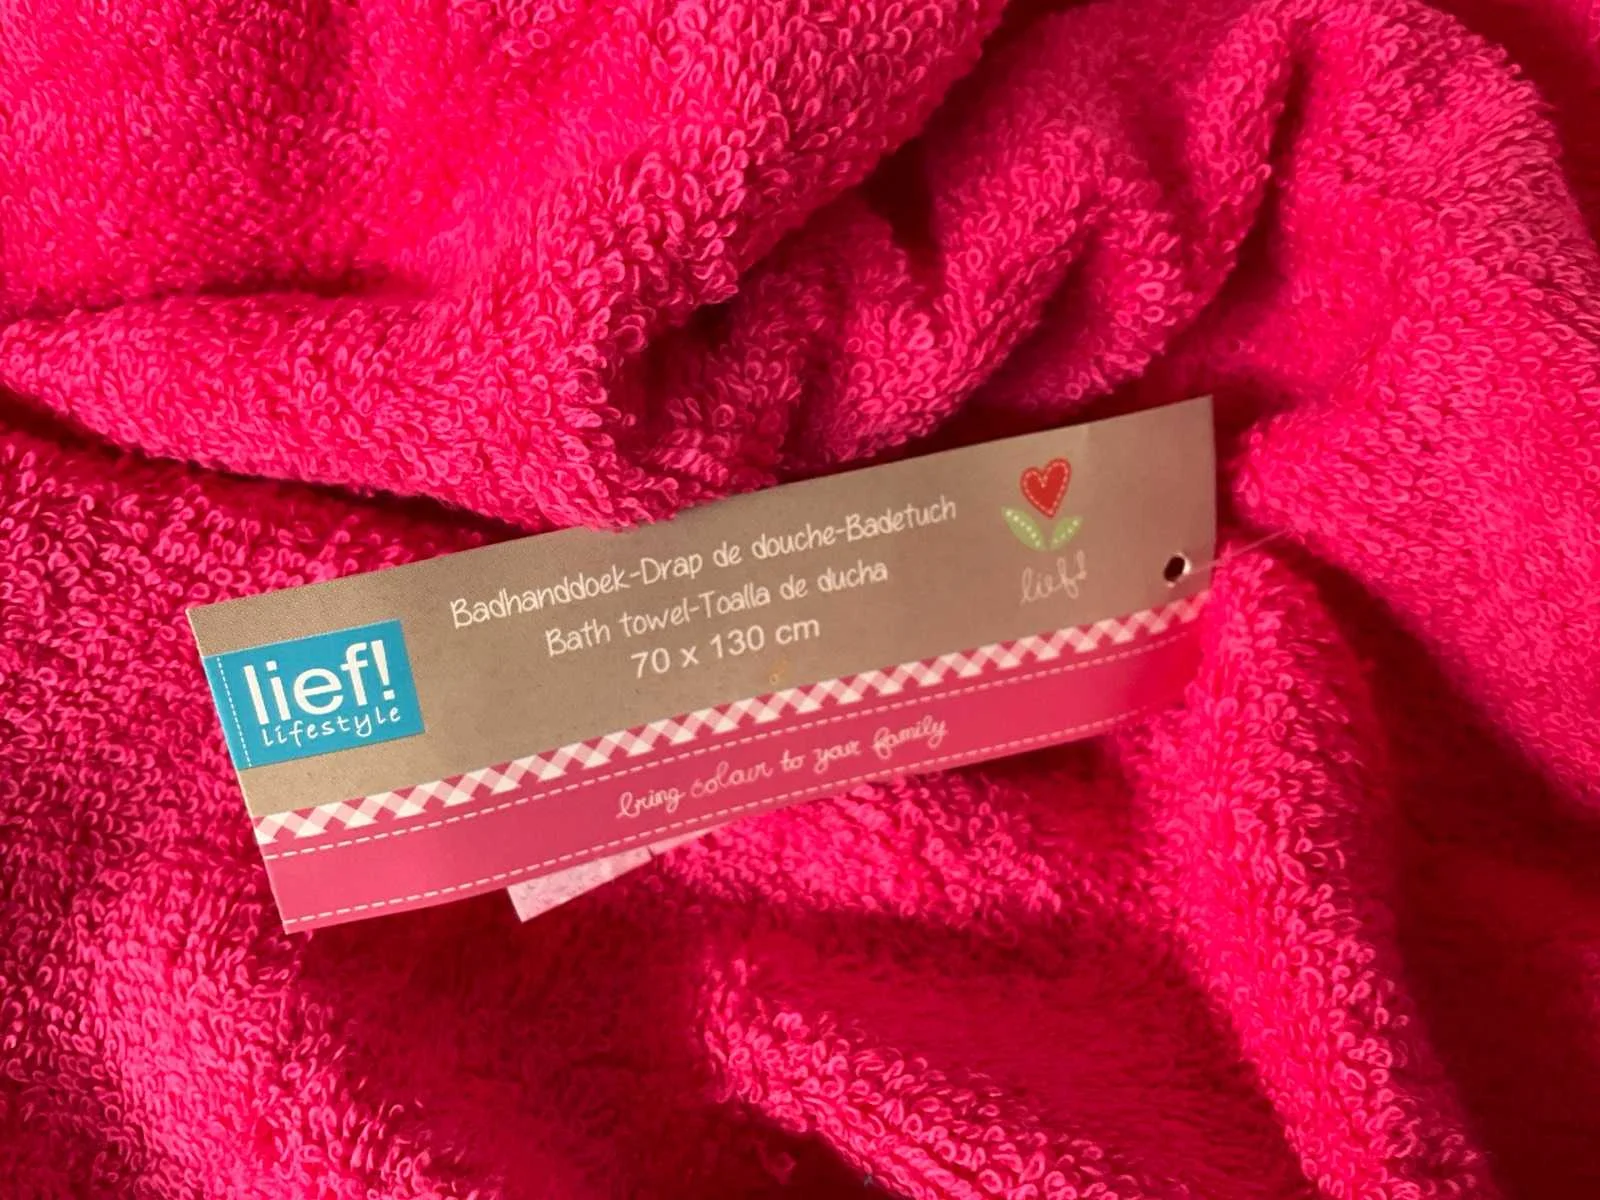 Badhanddoek-Drap de douche-Badetuch
Bath towel-Toalla de ducha
70 x 130 cm
lief!
lifestyle
lief!
bring colour to your family